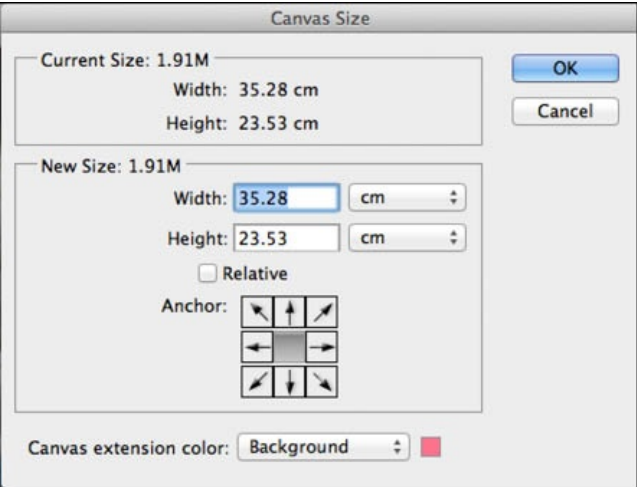 Canvas Size
Current Size: 1.91M
Width: 35.28 cm
Height: 23.53 cm
OK
Cancel
New Size: 1.91M
Width: 35.28 cm
Height: 23.53 cm
Relative
Anchor:
Canvas extension color: Background